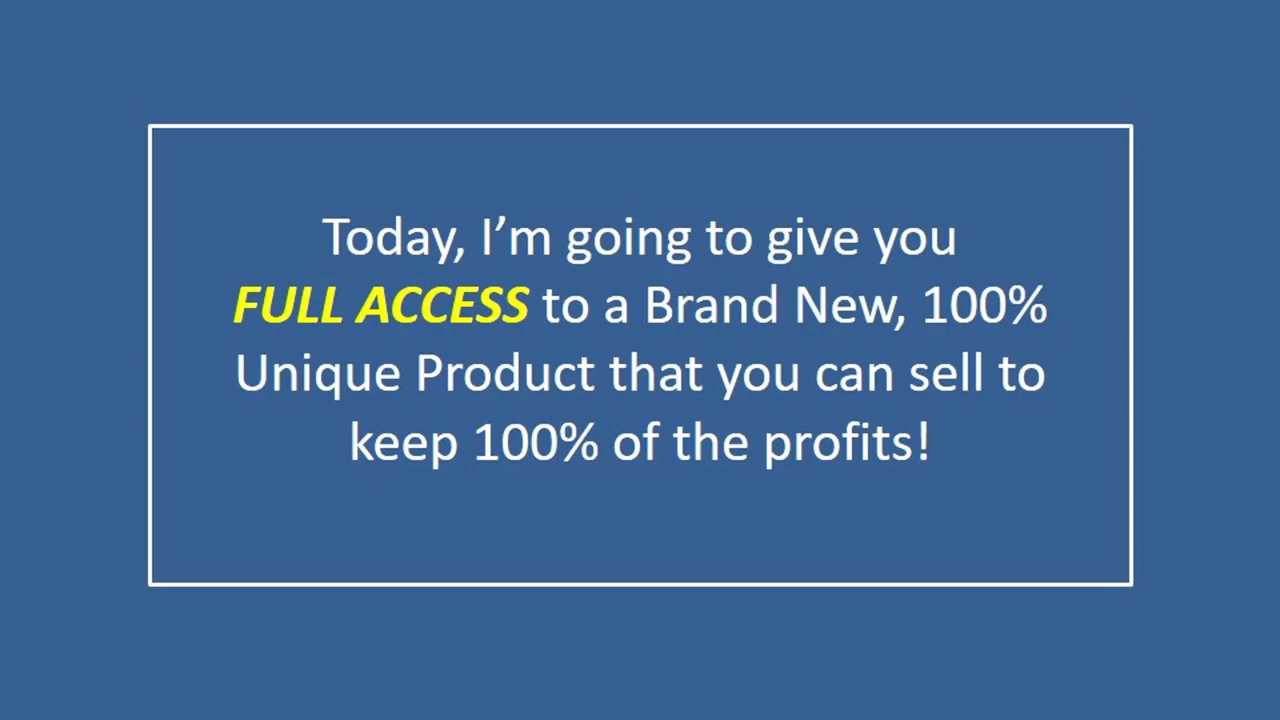 Today, I’m going to give you
FULL ACCESS to a Brand New, 100%
Unique Product that you can sell to
keep 100% of the profits!